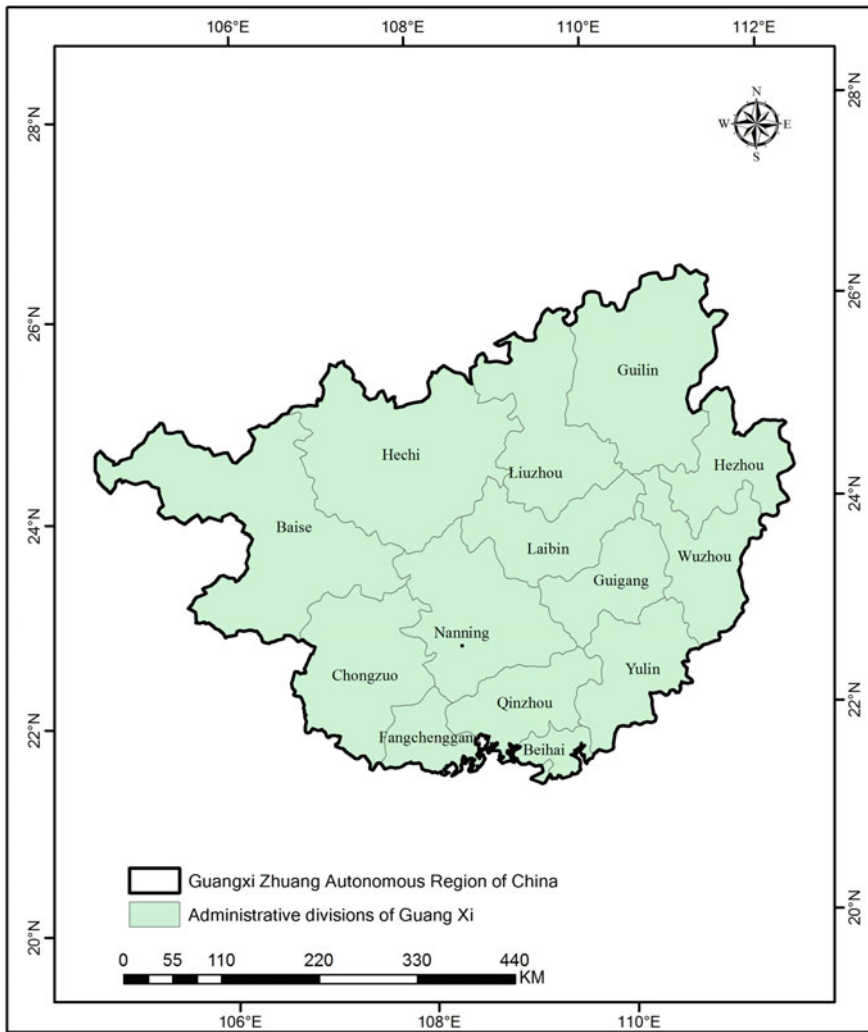 106°E 108°E 110°E 112°E
N
W E
S
28°N
28°N
26°N
26°N
Guilin
Hechi
Hezhou
Liuzhou
24°N
24°N
Baise
Laibin
Wuzhou
Guigang
Nanning
Chongzuo
Yulin
Qinzhou
22°N
22°N
Fangchenggan
Beihai
Guangxi Zhuang Autonomous Region of China
Administrative divisions of Guang Xi
20°N
20°N
0 55 110 220 330 440
KM
106°E 108°E 110°E